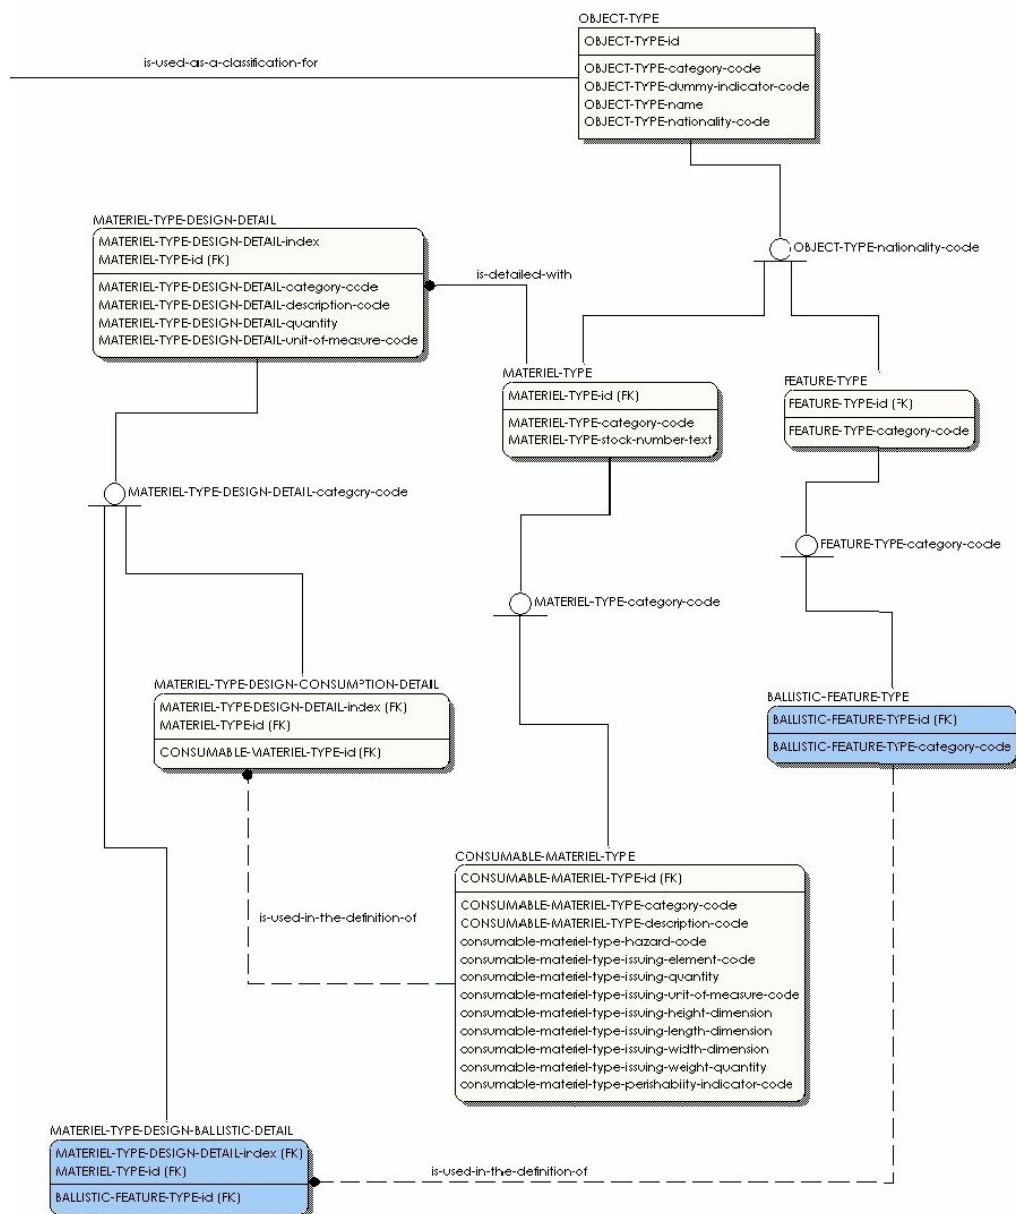 OBJECT-TYPE
OBJECT-TYPE-id
OBJECT-TYPE-category-code
OBJECT-TYPE-dummy-indicator-code
OBJECT-TYPE-name
OBJECT-TYPE-nationality-code
is-used-as-a-classification-for
MATERIEL-TYPE-DESIGN-DETAIL
MATERIEL-TYPE-DESIGN-DETAIL-index
MATERIEL-TYPE-id (FK)
MATERIEL-TYPE-DESIGN-DETAIL-category-code
MATERIEL-TYPE-DESIGN-DETAIL-description-code
MATERIEL-TYPE-DESIGN-DETAIL-quantity
MATERIEL-TYPE-DESIGN-DETAIL-unit-of-measure-code
OBJECT-TYPE-nationality-code
is-detailed-with
MATERIEL-TYPE
MATERIEL-TYPE-id (FK)
MATERIEL-TYPE-category-code
MATERIEL-TYPE-stock-number-text
FEATURE-TYPE
FEATURE-TYPE-id (FK)
FEATURE-TYPE-category-code
MATERIEL-TYPE-DESIGN-DETAIL-category-code
FEATURE-TYPE-category-code
MATERIEL-TYPE-category-code
MATERIEL-TYPE-DESIGN-CONSUMPTION-DETAIL
MATERIEL-TYPE-DESIGN-DETAIL-index (FK)
MATERIEL-TYPE-id (FK)
CONSUMABLE-MATERIEL-TYPE-id (FK)
BALLISTIC-FEATURE-TYPE
BALLISTIC-FEATURE-TYPE-id (FK)
BALLISTIC-FEATURE-TYPE-category-code
CONSUMABLE-MATERIEL-TYPE
CONSUMABLE-MATERIEL-TYPE-id (FK)
CONSUMABLE-MATERIEL-TYPE-category-code
CONSUMABLE-MATERIEL-TYPE-description-code
consumable-materiel-type-hazard-code
consumable-materiel-type-issuing-element-code
consumable-materiel-type-issuing-quantity
consumable-materiel-type-issuing-unit-of-measure-code
consumable-materiel-type-issuing-height-dimension
consumable-materiel-type-issuing-length-dimension
consumable-materiel-type-issuing-width-dimension
consumable-materiel-type-issuing-weight-quantity
consumable-materiel-type-perishabiity-indicator-code
is-used-in-the-definition-of
MATERIEL-TYPE-DESIGN-BALLISTIC-DETAIL
MATERIEL-TYPE-DESIGN-DETAIL-index (FK)
MATERIEL-TYPE-id (FK)
BALLISTIC-FEATURE-TYPE-id (FK)
is-used-in-the-definition-of